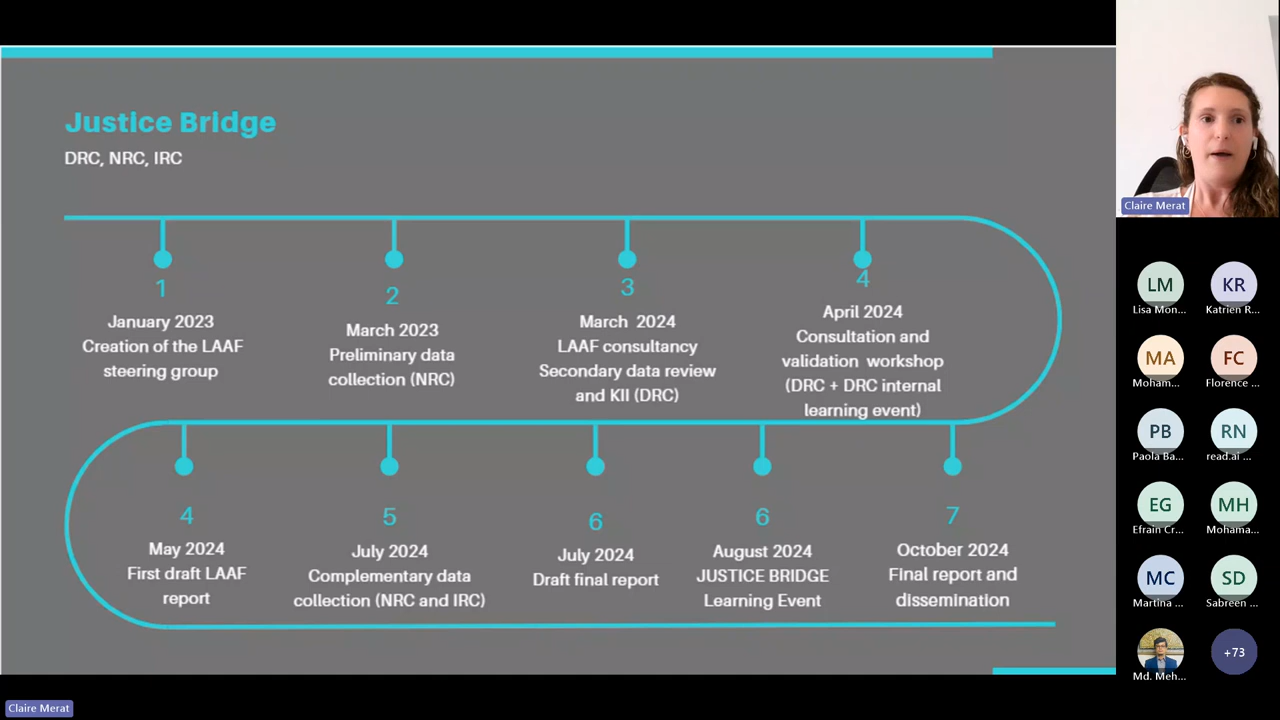 Justice Bridge
DRC, NRC, IRC
1
January 2023
Creation of the LAAF
steering group
2
March 2023
Preliminary data
collection (NRC)
3
March 2024
LAAF consultancy
Secondary data review
and KII (DRC)
4
April 2024
Consultation and
validation workshop
(DRC + DRC internal
learning event)
4
May 2024
First draft LAAF
report
5
July 2024
Complementary data
collection (NRC and IRC)
6
July 2024
Draft final report
6
August 2024
JUSTICE BRIDGE
Learning Event
7
October 2024
Final report and
dissemination
Claire Merat
LM
Lisa Mon...
KR
Katrien R...
MA
Moham...
FC
Florence ...
PB
Paola Ba...
RN
read.ai ...
EG
Efrain Cr...
MH
Mohama...
MC
Martina ...
SD
Sabreen ...
Md. Meh...
+73
Claire Merat